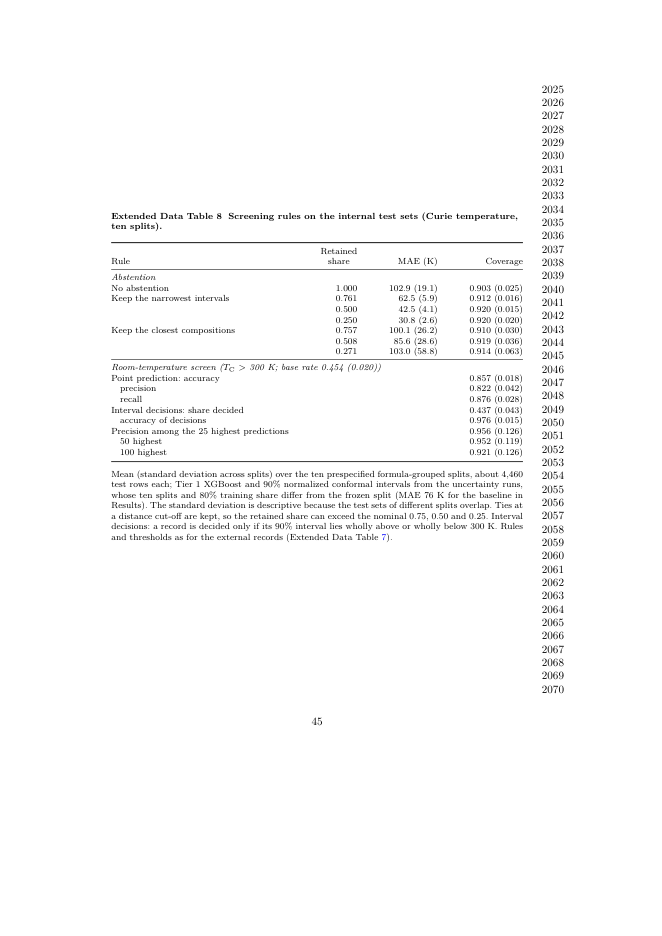 2025
2026
2027
2028
2029
2030
2031
2032
2033
2034
2035
2036
2037
2038
2039
2040
2041
2042
2043
2044
2045
2046
2047
2048
2049
2050
2051
2052
2053
2054
2055
2056
2057
2058
2059
2060
2061
2062
2063
2064
2065
2066
2067
2068
2069
2070
Extended Data Table 8 Screening rules on the internal test sets (Curie temperature,
ten splits).
Retained
Rule share MAE (K) Coverage
Abstention
No abstention 1.000 102.9 (19.1) 0.903 (0.025)
Keep the narrowest intervals 0.761 62.5 (5.9) 0.912 (0.016)
0.500 42.5 (4.1) 0.920 (0.015)
0.250 30.8 (2.6) 0.920 (0.020)
Keep the closest compositions 0.757 100.1 (26.2) 0.910 (0.030)
0.508 85.6 (28.6) 0.919 (0.036)
0.271 103.0 (58.8) 0.914 (0.063)
Room-temperature screen (TC > 300 K; base rate 0.454 (0.020))
Point prediction: accuracy 0.857 (0.018)
precision 0.822 (0.042)
recall 0.876 (0.028)
Interval decisions: share decided 0.437 (0.043)
accuracy of decisions 0.976 (0.015)
Precision among the 25 highest predictions 0.956 (0.126)
50 highest 0.952 (0.119)
100 highest 0.921 (0.126)
Mean (standard deviation across splits) over the ten prespecified formula-grouped splits, about 4,460
test rows each; Tier 1 XGBoost and 90% normalized conformal intervals from the uncertainty runs,
whose ten splits and 80% training share differ from the frozen split (MAE 76 K for the baseline in
Results). The standard deviation is descriptive because the test sets of different splits overlap. Ties at
a distance cut-off are kept, so the retained share can exceed the nominal 0.75, 0.50 and 0.25. Interval
decisions: a record is decided only if its 90% interval lies wholly above or wholly below 300 K. Rules
and thresholds as for the external records (Extended Data Table 7).
45